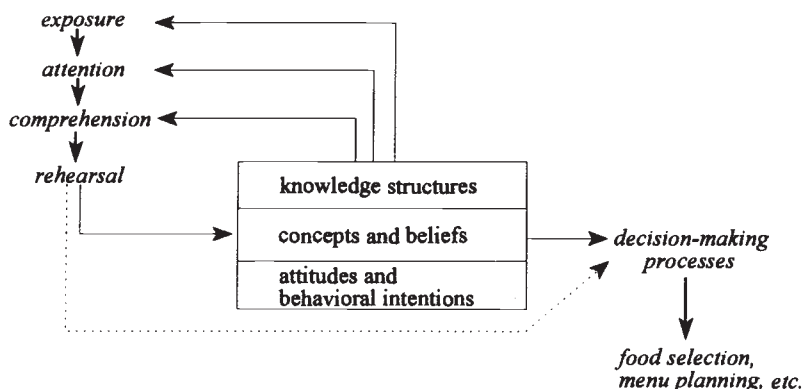 exposure
attention
comprehension
rehearsal
knowledge structures
concepts and beliefs
attitudes and
behavioral intentions
decision-making
processes
food selection,
menu planning, etc.